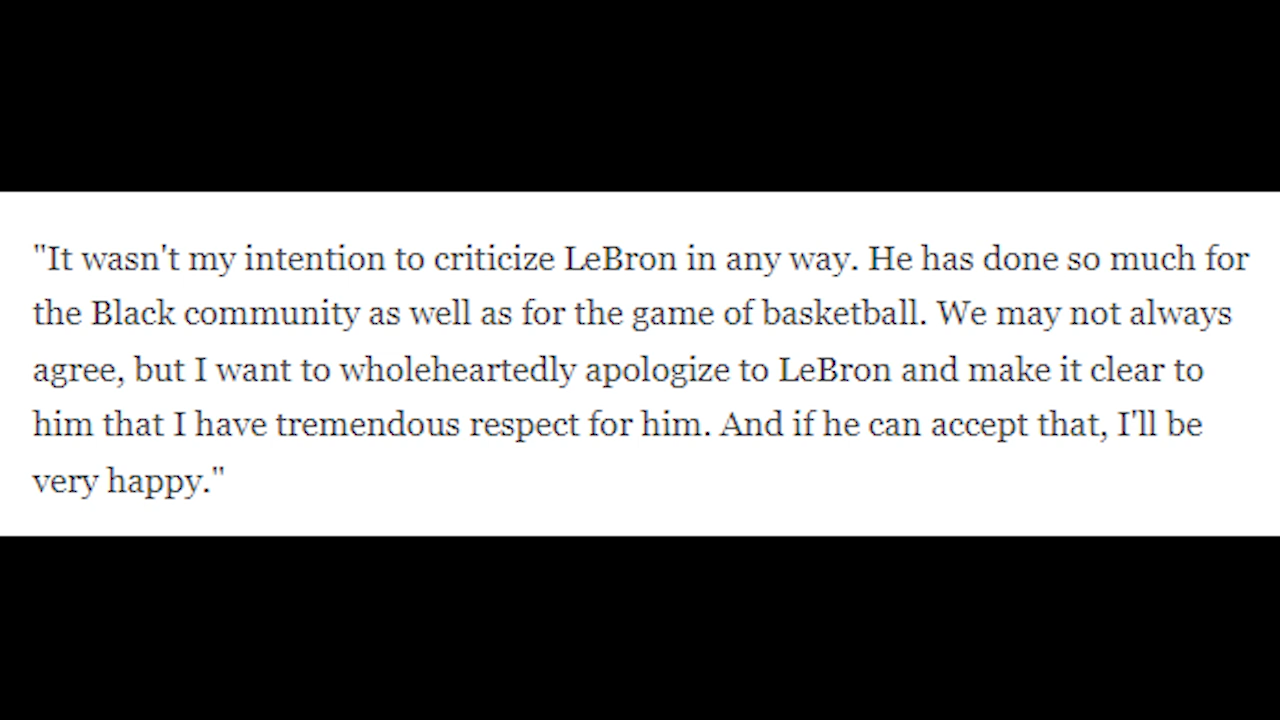 "It wasn't my intention to criticize LeBron in any way. He has done so much for
the Black community as well as for the game of basketball. We may not always
agree, but I want to wholeheartedly apologize to LeBron and make it clear to
him that I have tremendous respect for him. And if he can accept that, I'll be
very happy."